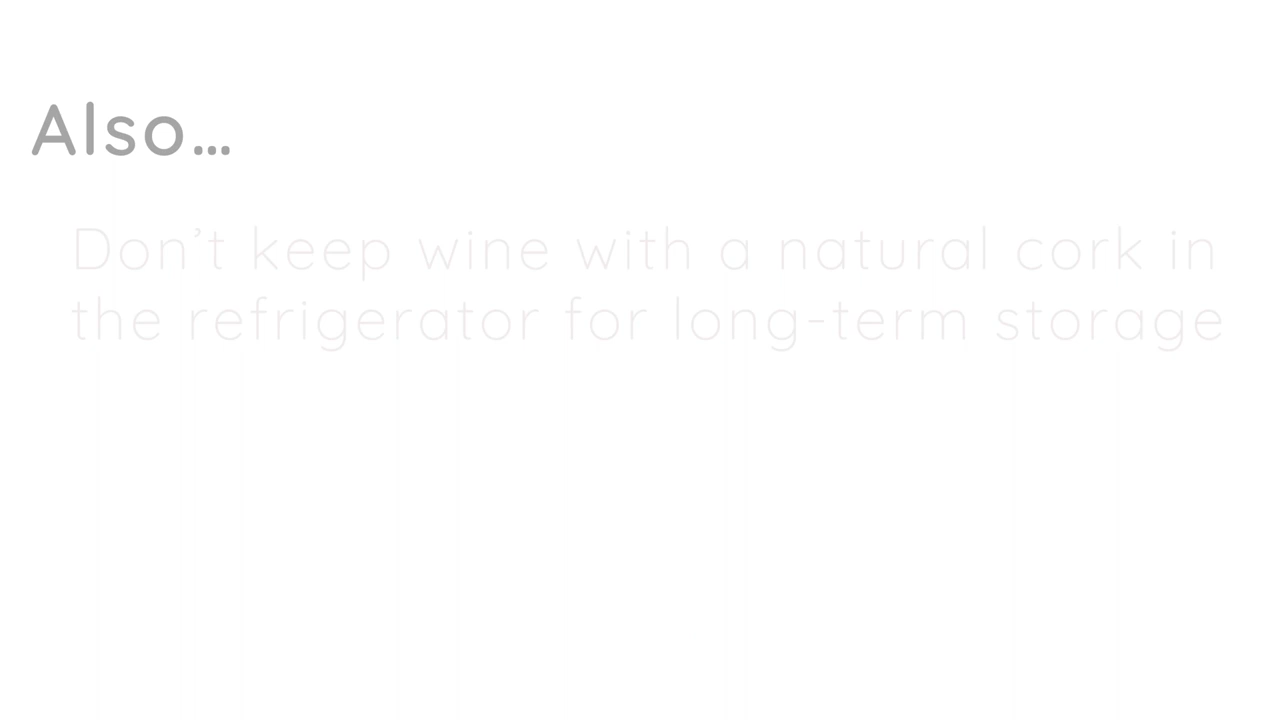 Also…
Don’t keep wine with a natural cork in
the refrigerator for long-term storage